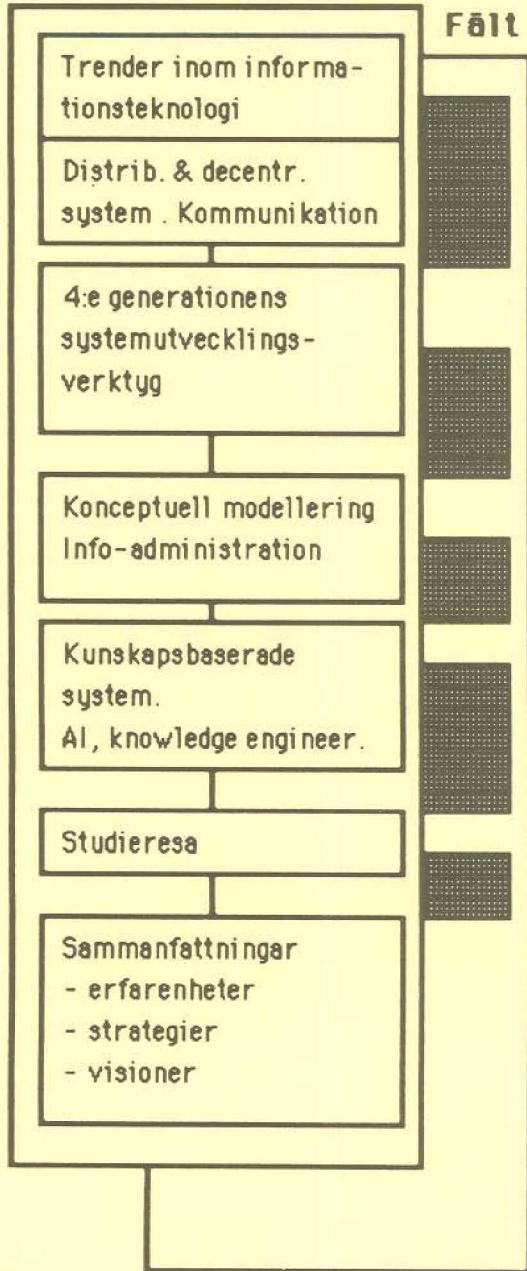 Fält
Trender inom informa-
tionsteknologi
Distrib. & decentr.
system . Kommunikation
4:e generationens
systemutvecklings-
verktyg
Konceptuell modellering
Info-administration
Kunskapsbaserade
system.
AI, knowledge engineer.
Studieresa
Sammanfattningar
- erfarenheter
- strategier
- visioner